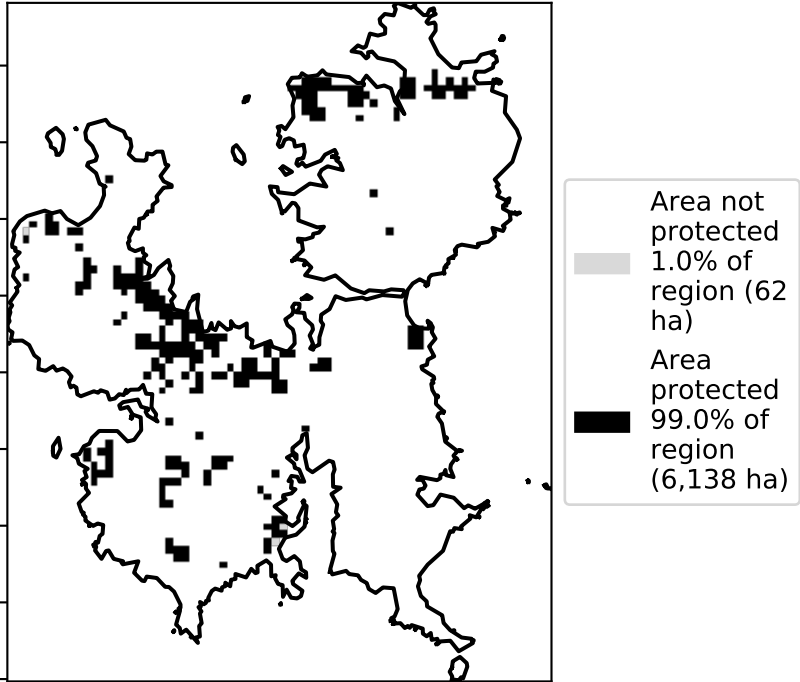 Area not
protected
1.0% of
region (62
ha)
Area
protected
99.0% of
region
(6,138 ha)